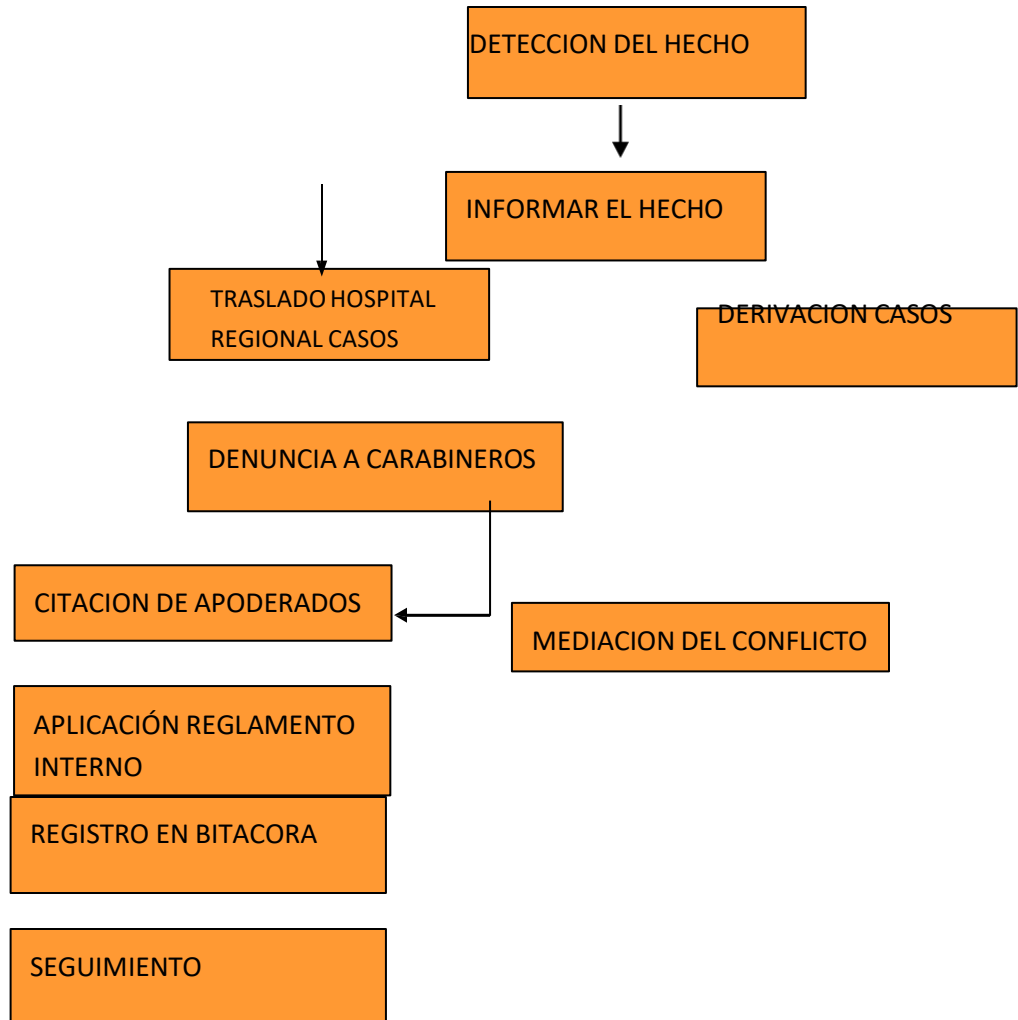 DETECCION DEL HECHO
INFORMAR EL HECHO
TRASLADO HOSPITAL
REGIONAL CASOS
DERIVACION CASOS
DENUNCIA A CARABINEROS
CITACION DE APODERADOS
MEDIACION DEL CONFLICTO
APLICACIÓN REGLAMENTO
INTERNO
REGISTRO EN BITACORA
SEGUIMIENTO